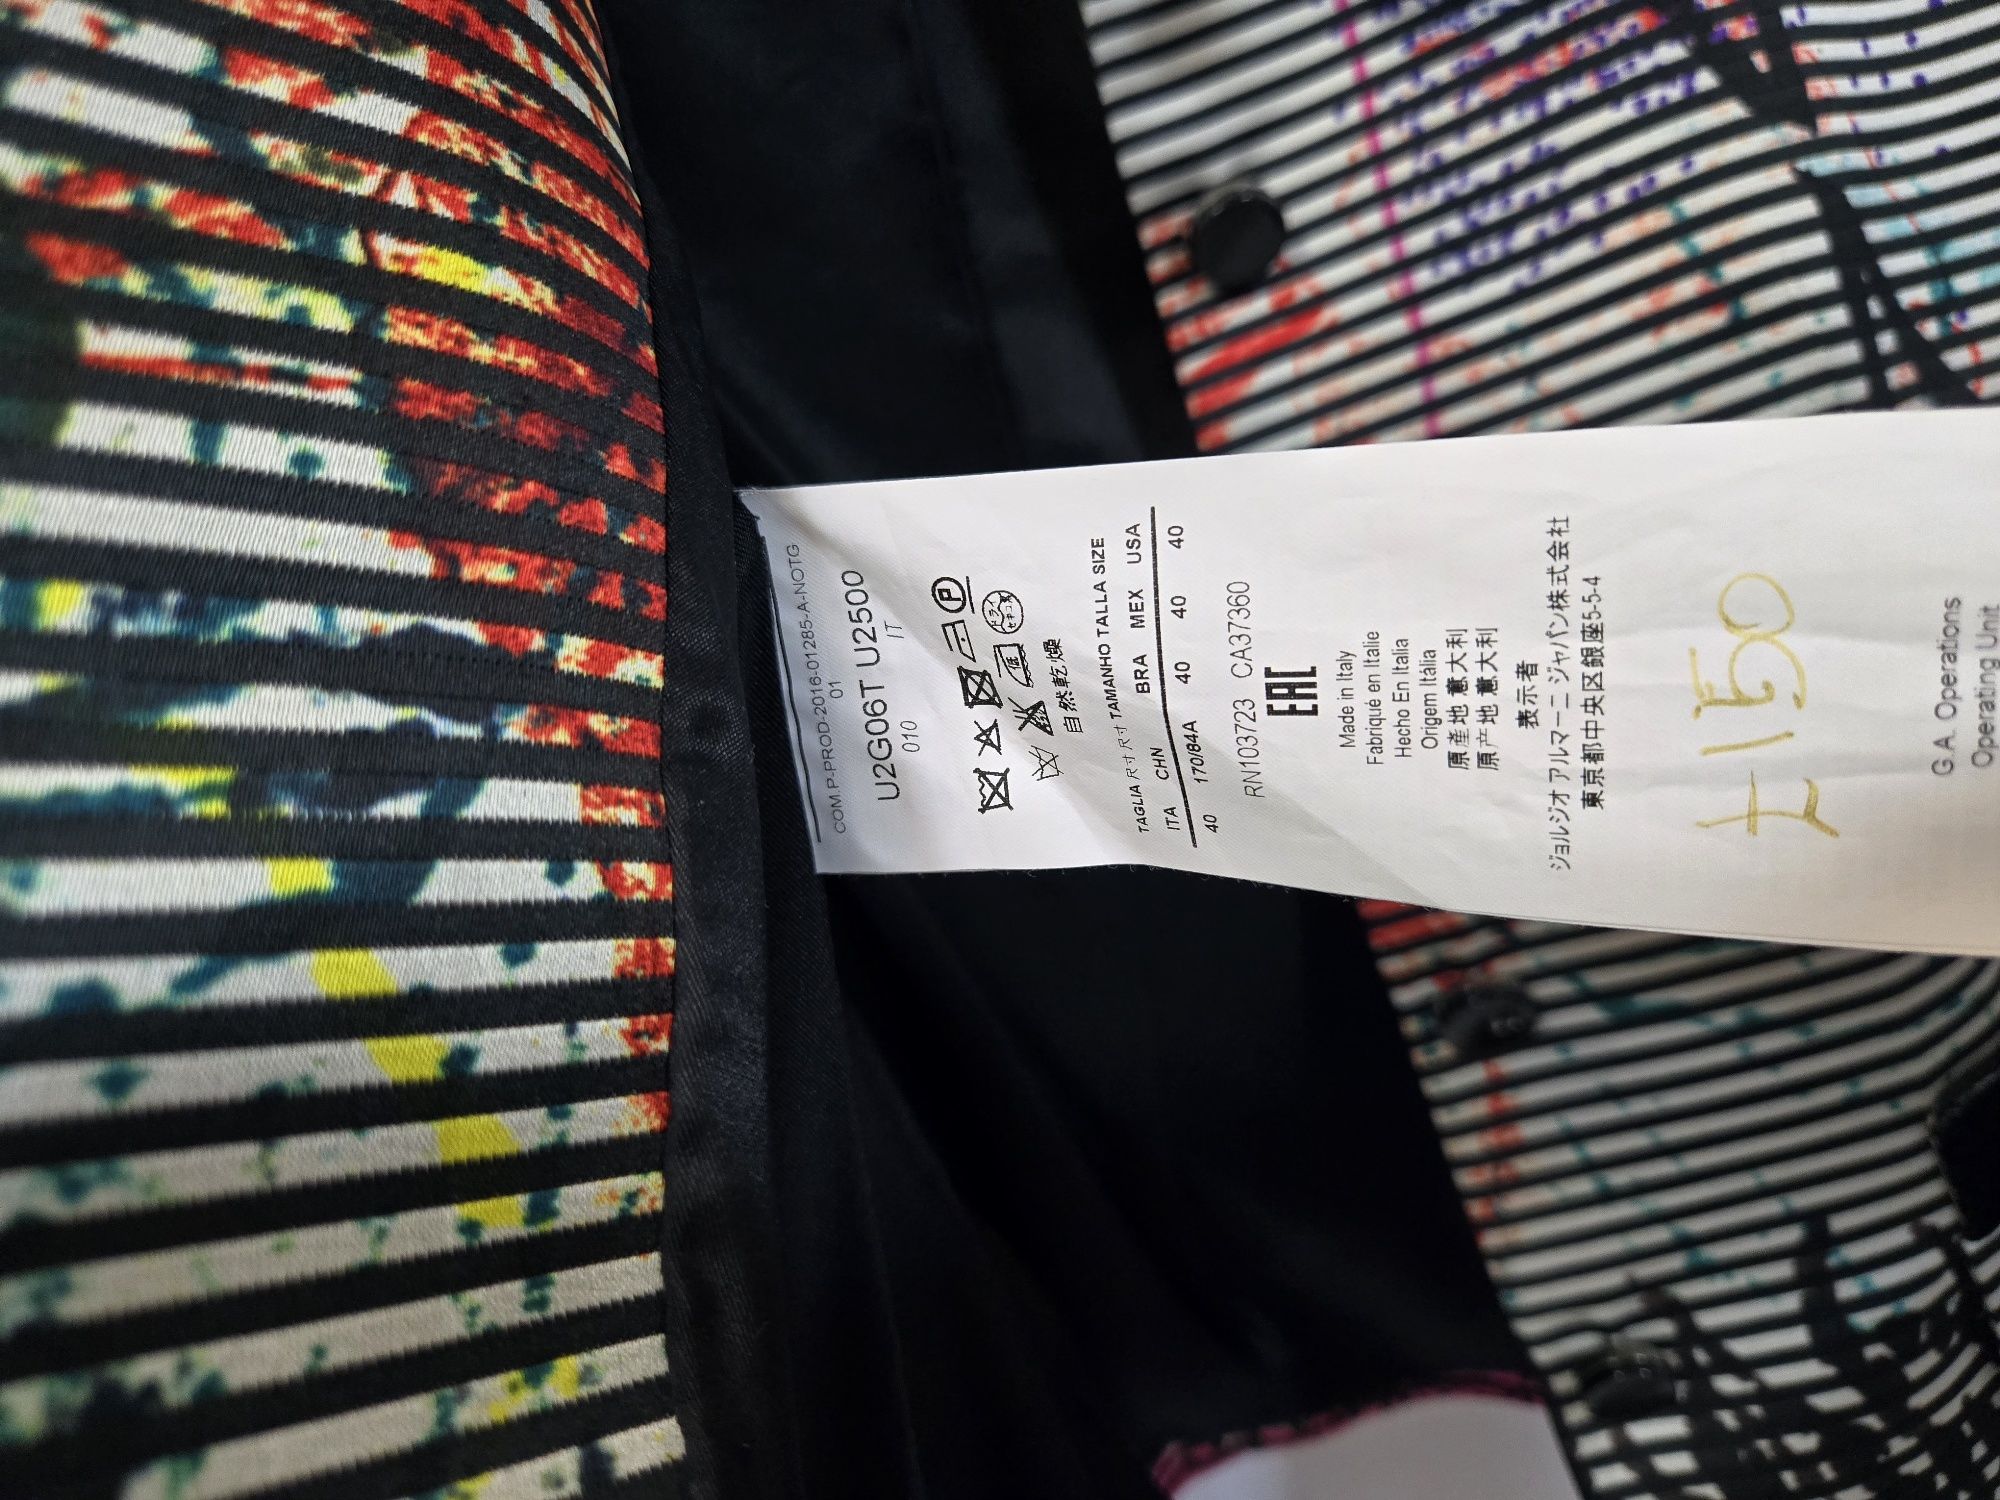 COM.P-PROD-2016-01285-A-NOTG
01
U2G06T U2500
010 IT
P
自然乾燥
TAGLIA 尺寸 尺寸 TAMANHO TALLA SIZE
ITA CHN BRA MEX USA
40 170/84A 40 40 40
RN103723 CA37360
EAC
Made in Italy
Fabriqué en Italie
Hecho En Italia
Origem Itália
原産地 意大利
原产地 意大利
表示者
ジョルジオ アルマーニ ジャパン株式会社
東京都中央区銀座5-5-4
£150
G.A. Operations
Operating Unit